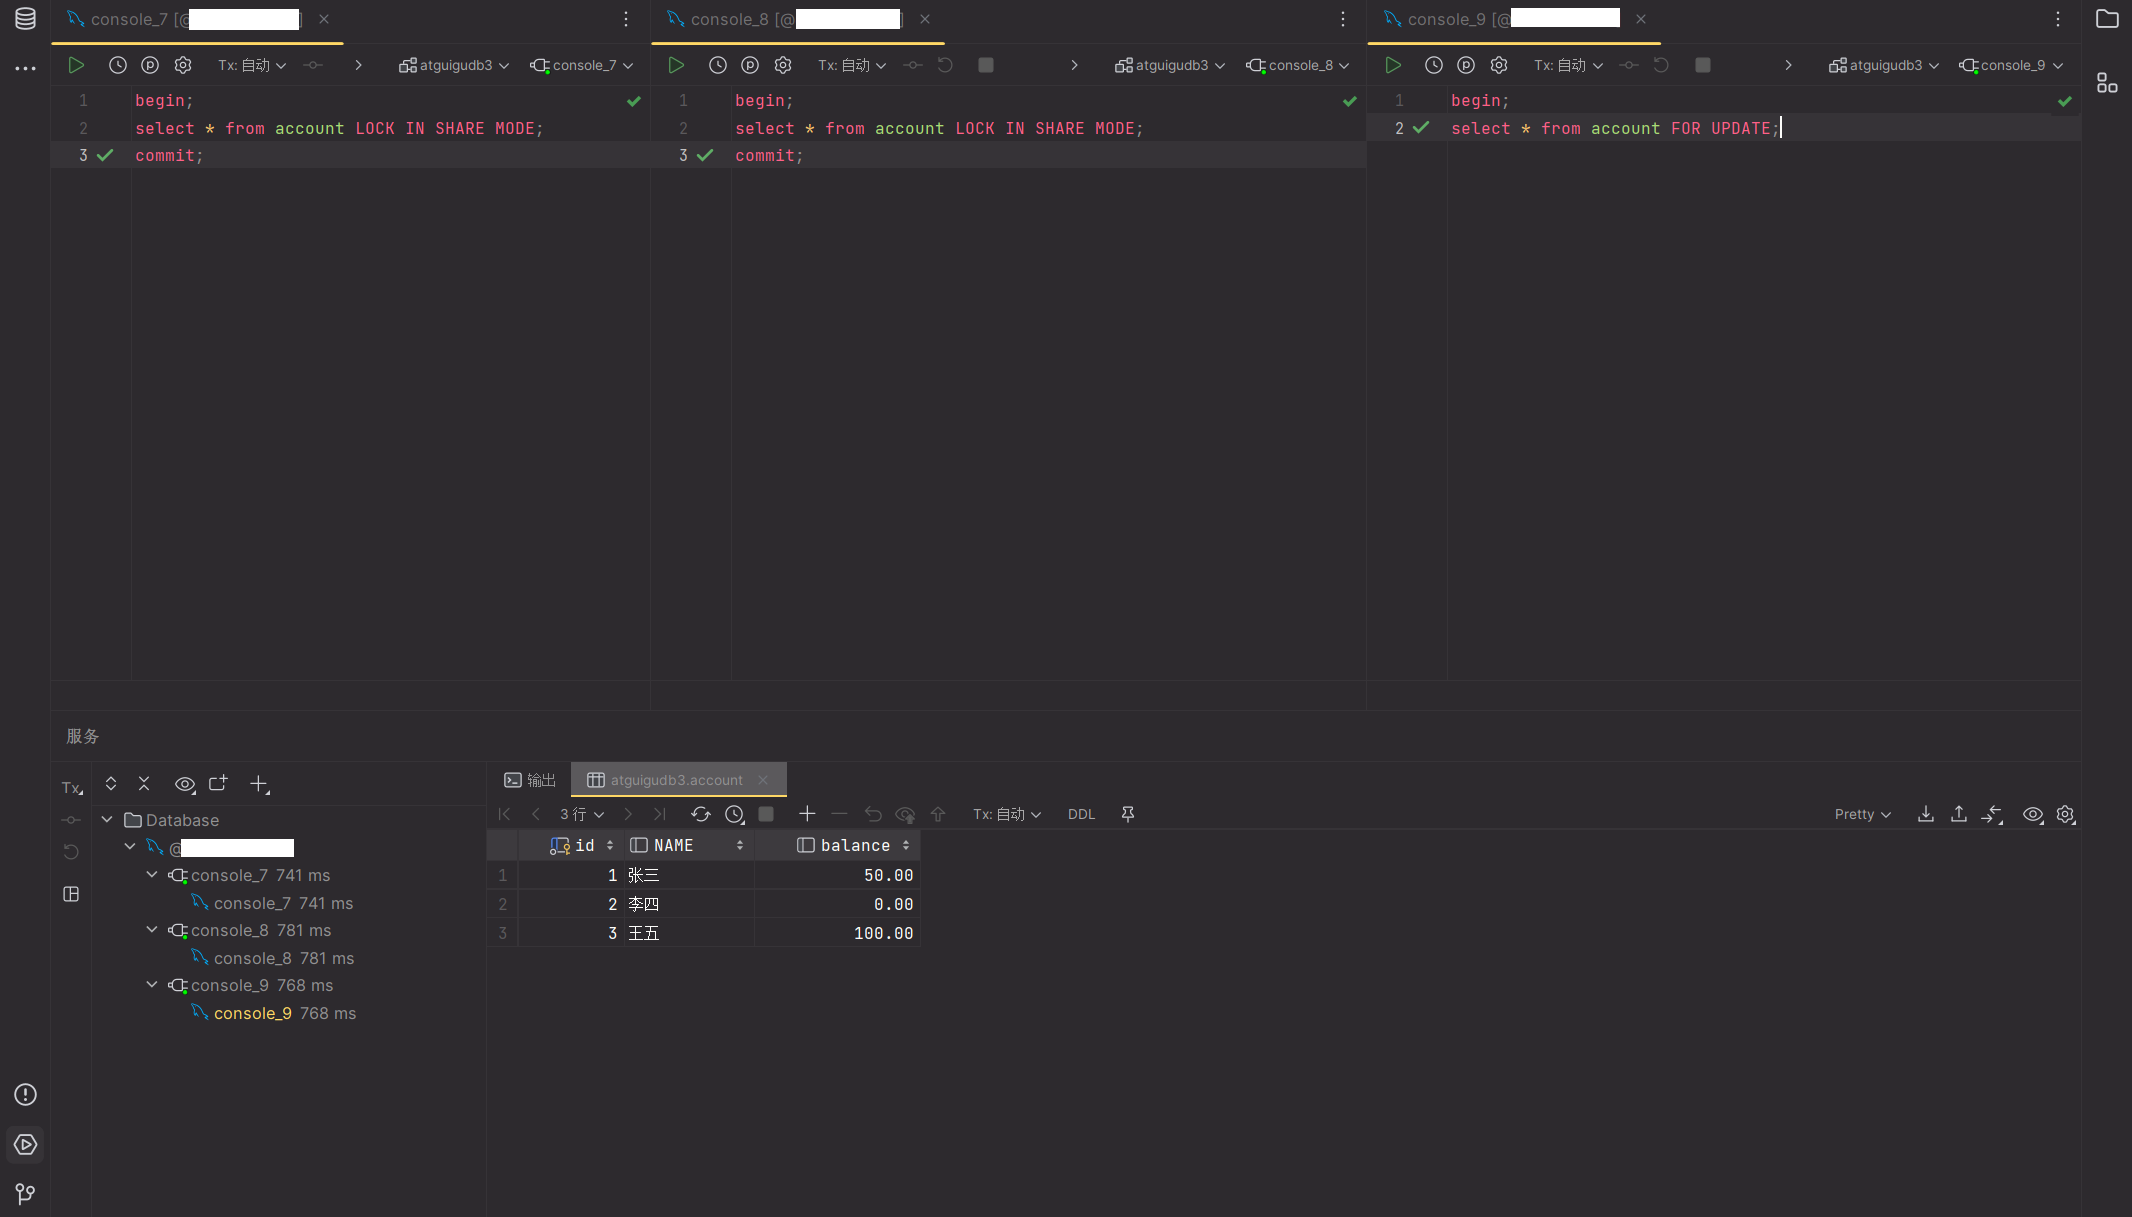 console_7 [@
console_8 [@ ]
console_9 [@
Tx: 自动 atguigudb3 console_7
Tx: 自动 atguigudb3 console_8
Tx: 自动 atguigudb3 console_9
1 begin;
2 select * from account LOCK IN SHARE MODE;
3 commit;
1 begin;
2 select * from account LOCK IN SHARE MODE;
3 commit;
1 begin;
2 select * from account FOR UPDATE;
服务
Tx
Database
@
console_7 741 ms
console_7 741 ms
console_8 781 ms
console_8 781 ms
console_9 768 ms
console_9 768 ms
输出 atguigudb3.account
3 行 Tx: 自动 DDL Pretty
id NAME balance
1 1 张三 50.00
2 2 李四 0.00
3 3 王五 100.00